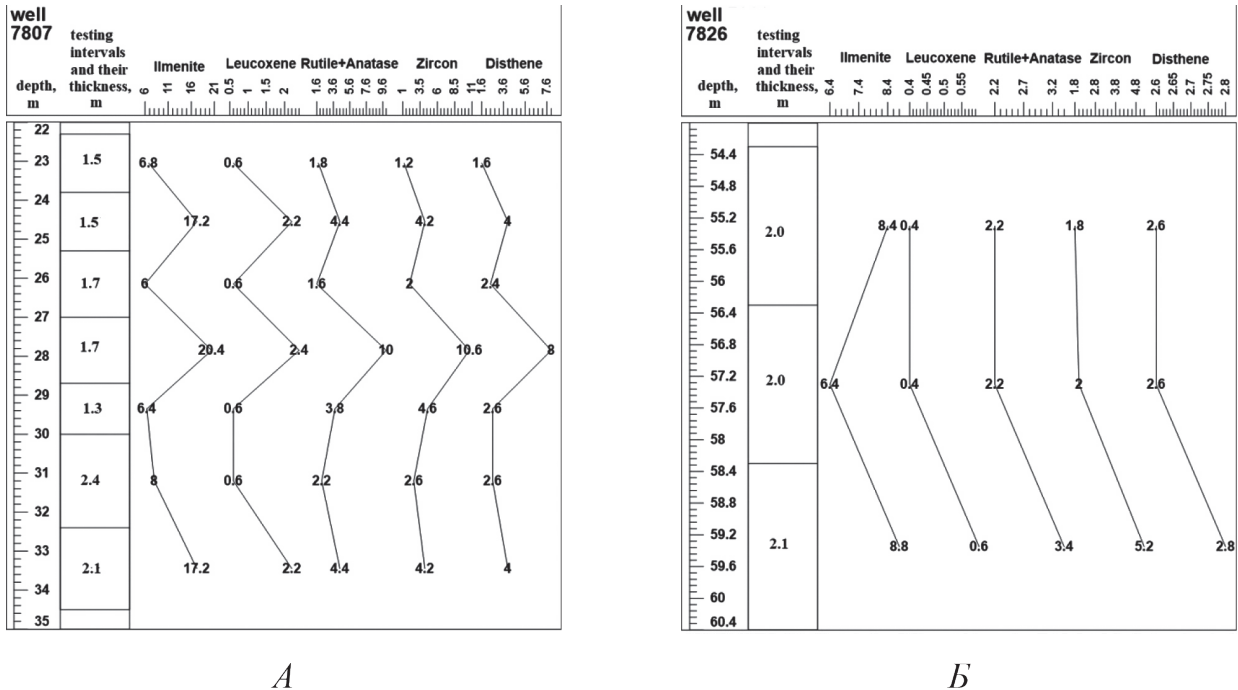 well
7807
testing
intervals
and their
thickness,
m
depth,
m
Ilmenite Leucoxene Rutile+Anatase Zircon Disthene
6 11 16 21 0.5 1 1.5 2 1.6 3.6 5.6 7.6 9.6 1 3.5 6 8.5 11 1.6 3.6 5.6 7.6
22
23 1.5 6.8 0.6 1.8 1.2 1.6
24
1.5 17.2 2.2 4.4 4.2 4
25
26 1.7 6 0.6 1.6 2 2.4
27
28 1.7 20.4 2.4 10 10.6 8
29 1.3 6.4 0.6 3.8 4.6 2.6
30
31 2.4 8 0.6 2.2 2.6 2.6
32
33 2.1 17.2 2.2 4.4 4.2 4
34
35
А
well
7826
testing
intervals
and their
thickness,
m
depth,
m
Ilmenite Leucoxene Rutile+Anatase Zircon Disthene
6.4 7.4 8.4 0.4 0.45 0.5 0.55 2.2 2.7 3.2 1.8 2.8 3.8 4.8 2.6 2.65 2.7 2.75 2.8
54.4
54.8
55.2 2.0 8.4 0.4 2.2 1.8 2.6
55.6
56
56.4
56.8
57.2 2.0 6.4 0.4 2.2 2 2.6
57.6
58
58.4
58.8
59.2 2.1 8.8 0.6 3.4 5.2 2.8
59.6
60
60.4
Б